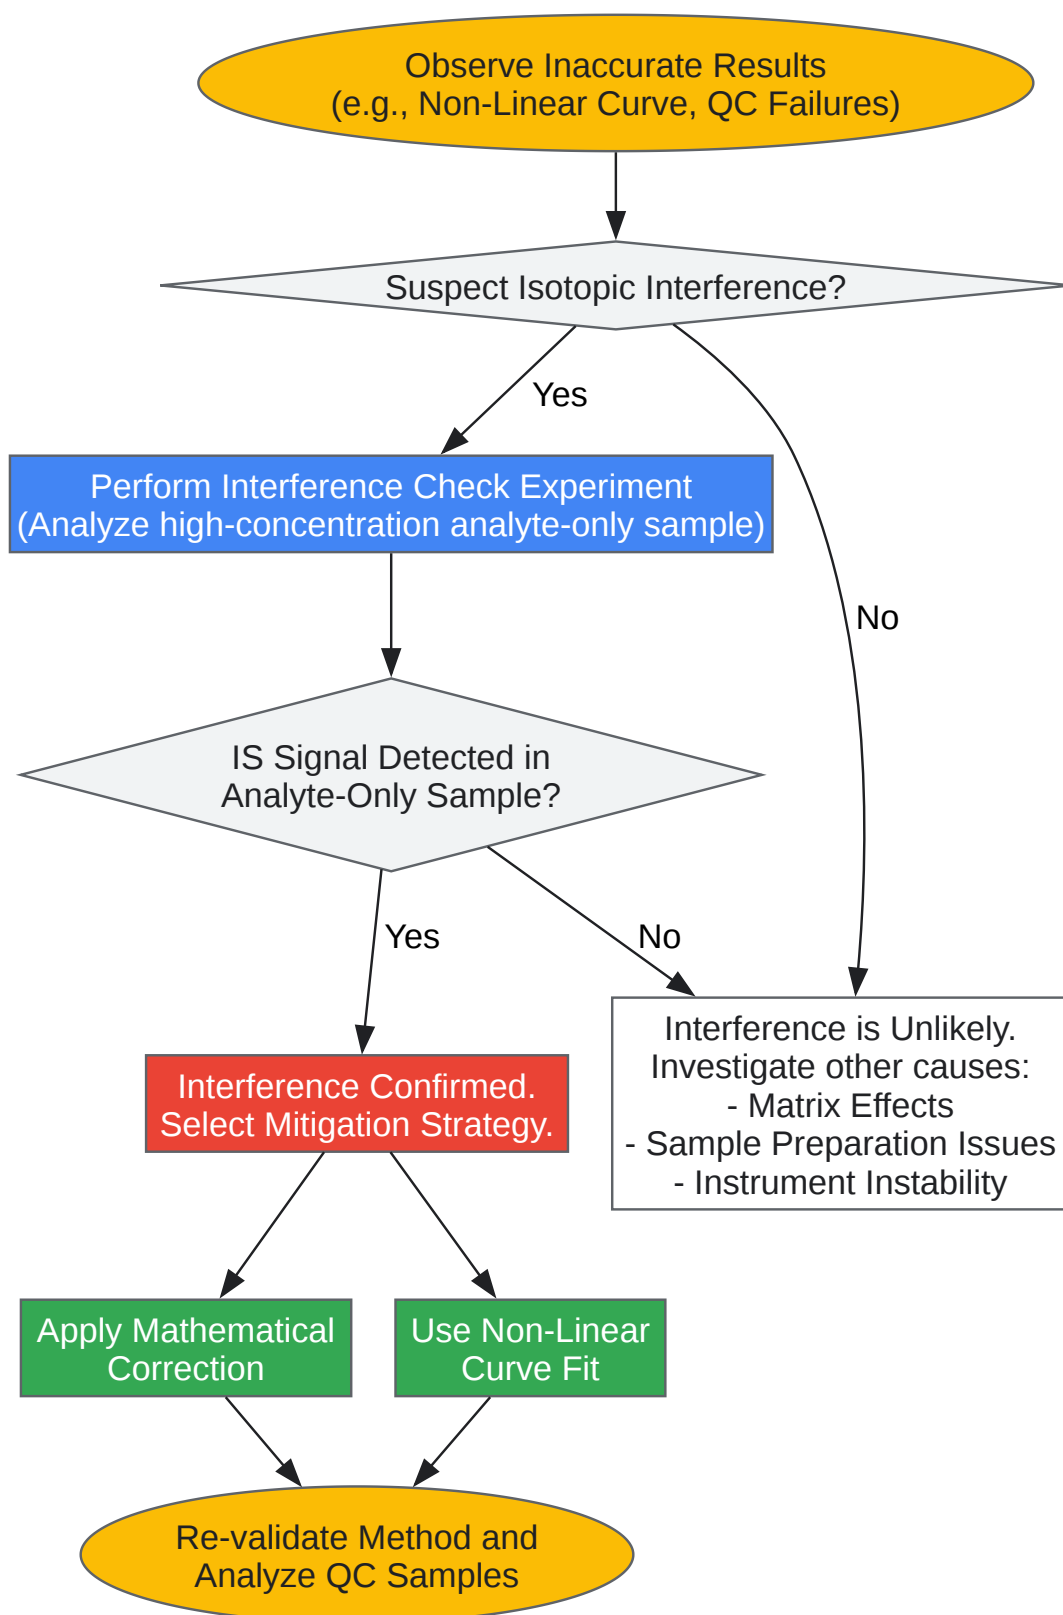 Observe Inaccurate Results
(e.g., Non-Linear Curve, QC Failures)
Suspect Isotopic Interference?
Yes
Perform Interference Check Experiment
(Analyze high-concentration analyte-only sample)
No
IS Signal Detected in
Analyte-Only Sample?
Yes
No
Interference is Unlikely.
Investigate other causes:
- Matrix Effects
- Sample Preparation Issues
- Instrument Instability
Interference Confirmed.
Select Mitigation Strategy.
Apply Mathematical
Correction
Use Non-Linear
Curve Fit
Re-validate Method and
Analyze QC Samples